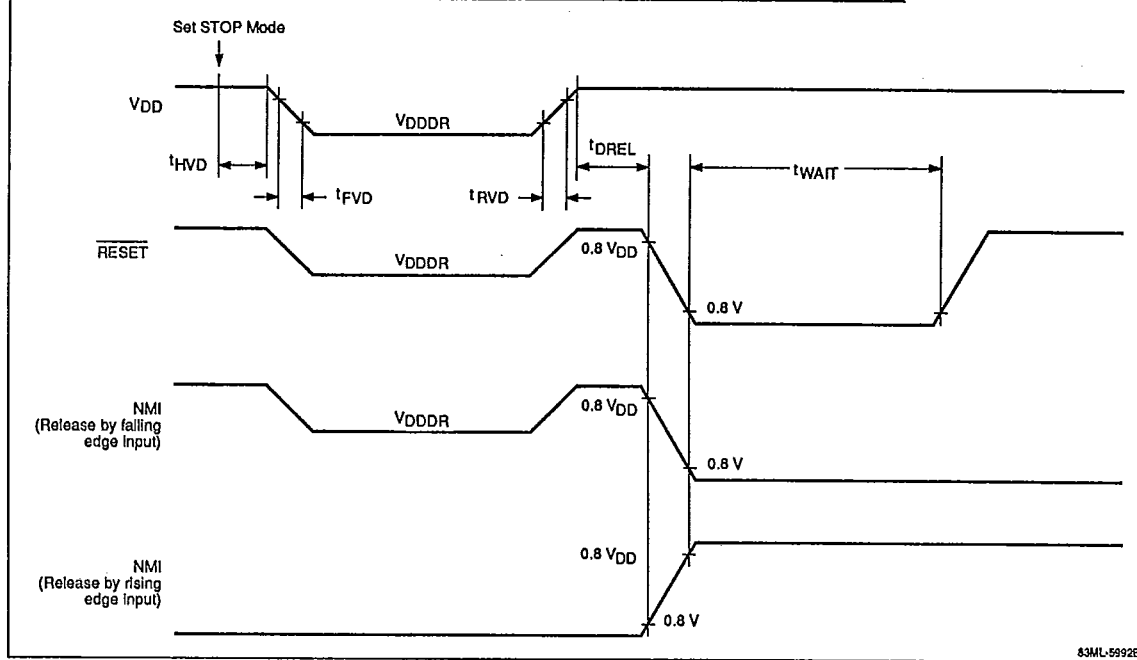 Set STOP Mode
VDD
VDDDR
tHVD
tFVD
tRVD
tDREL
tWAIT
RESET
VDDDR
0.8 VDD
0.8 V
NMI
(Release by falling
edge input)
VDDDR
0.8 VDD
0.8 V
NMI
(Release by rising
edge input)
0.8 VDD
0.8 V